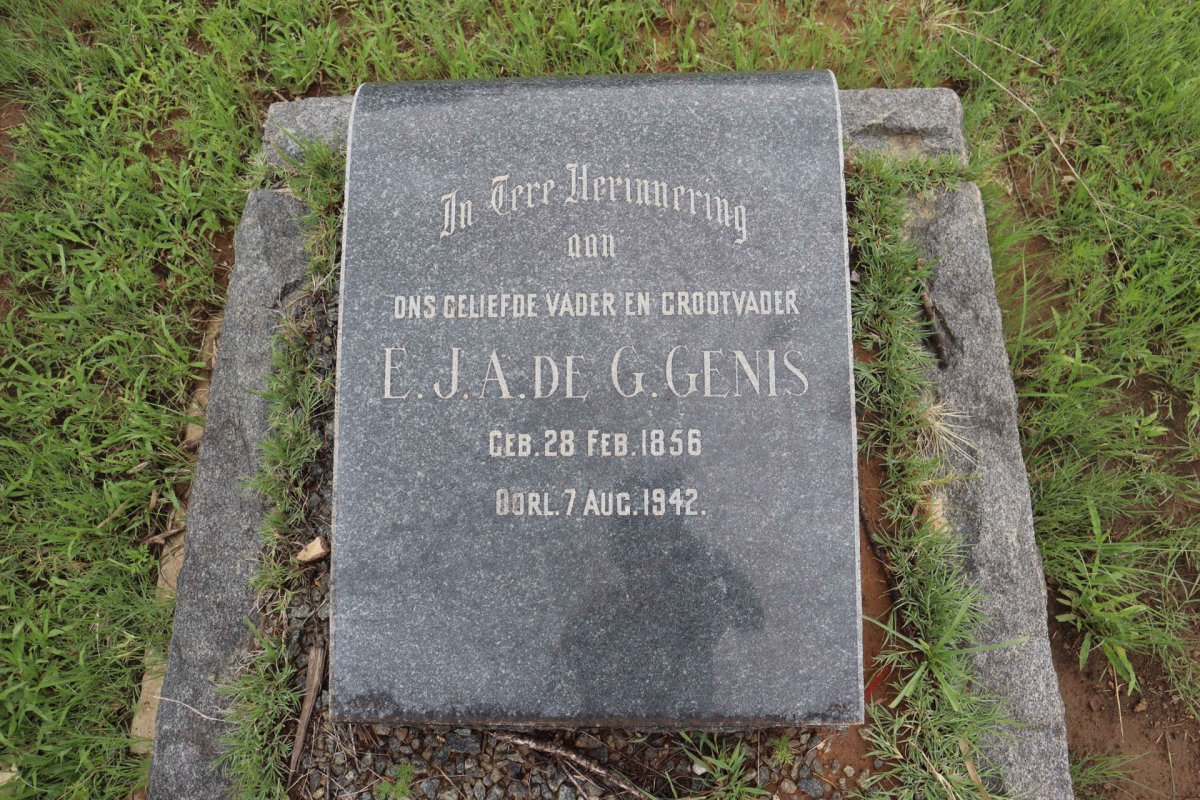 In Tere Herinnering
aan
ONS GELIEFDE VADER EN GROOTVADER
E.J.A. DE G. GENIS
GEB. 28 FEB. 1856
OORL. 7 AUG. 1942.